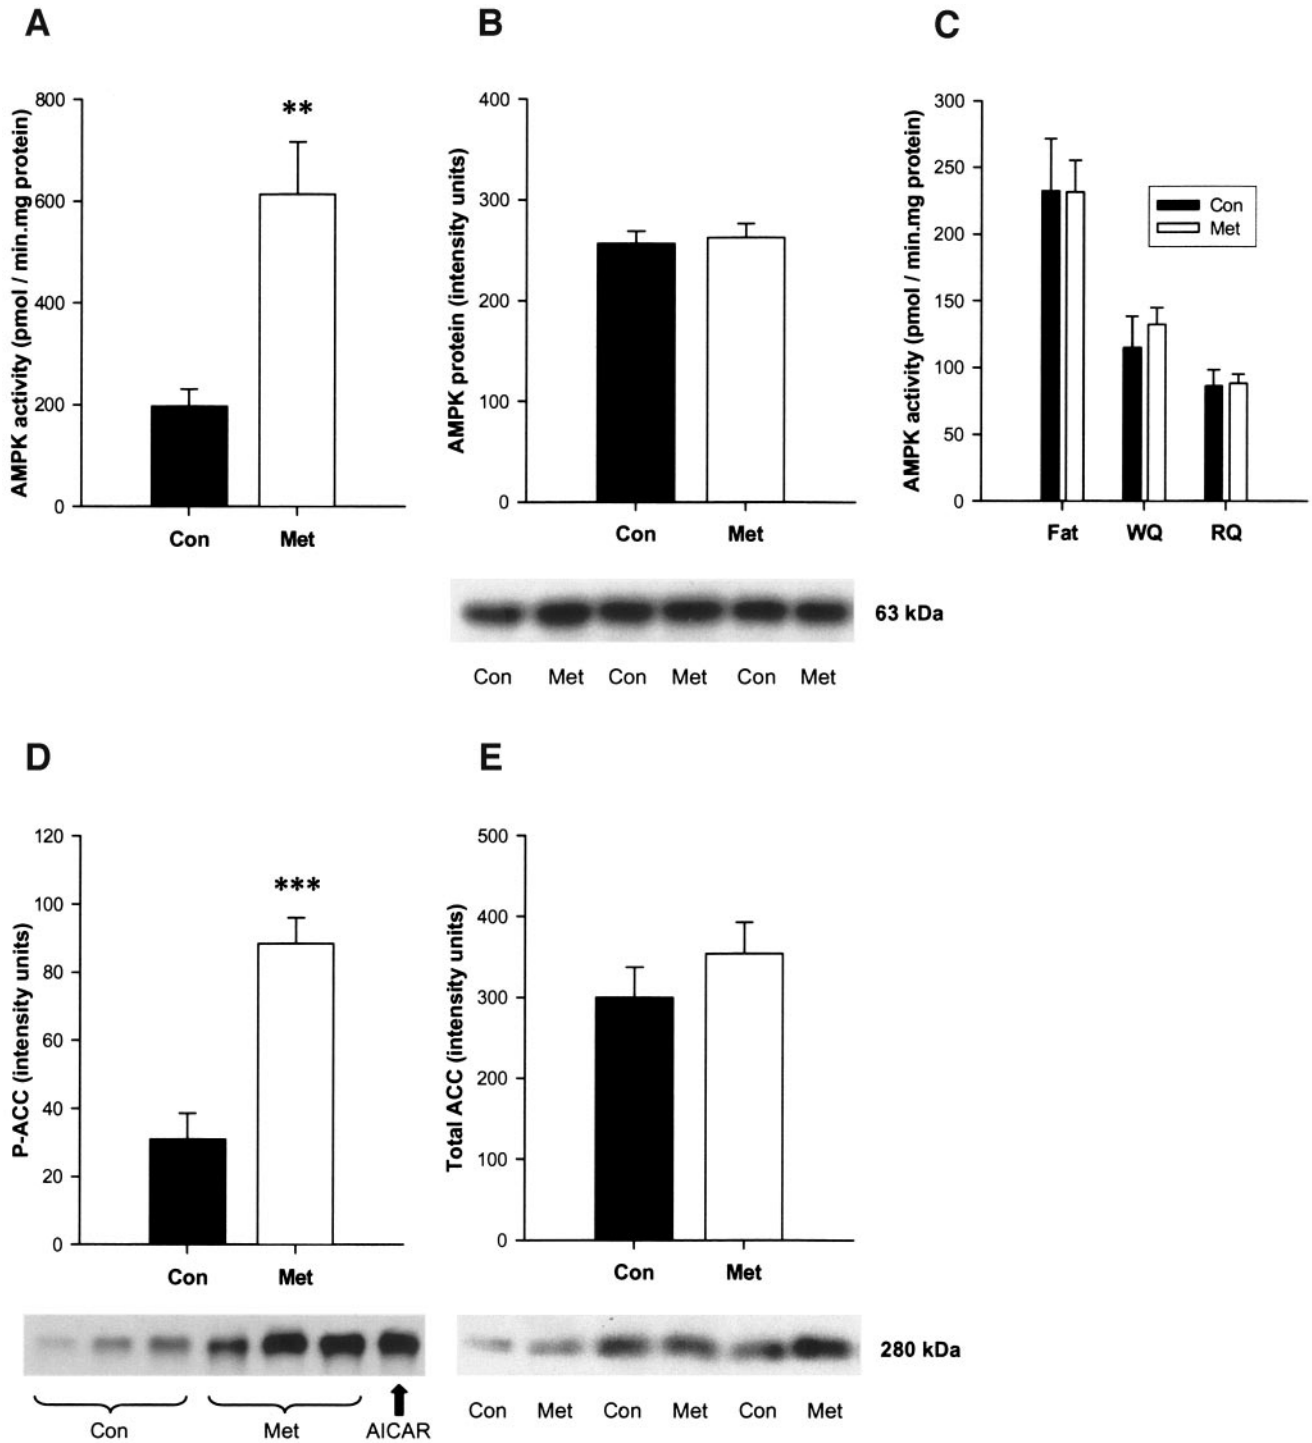 A
AMPK activity (pmol / min.mg protein)
800
600
400
200
0
**
Con Met
B
AMPK protein (intensity units)
400
300
200
100
0
Con Met
63 kDa
Con Met Con Met Con Met
C
AMPK activity (pmol / min.mg protein)
300
250
200
150
100
50
0
Con
Met
Fat WQ RQ
D
P-ACC (intensity units)
120
100
80
60
40
20
0
***
Con Met
Con Met AICAR
E
Total ACC (intensity units)
500
400
300
200
100
0
Con Met
280 kDa
Con Met Con Met Con Met